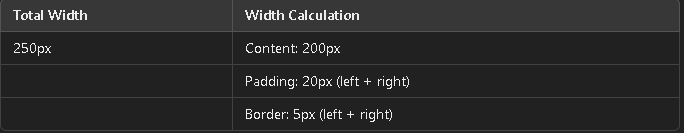 Total Width Width Calculation
250px Content: 200px
Padding: 20px (left + right)
Border: 5px (left + right)